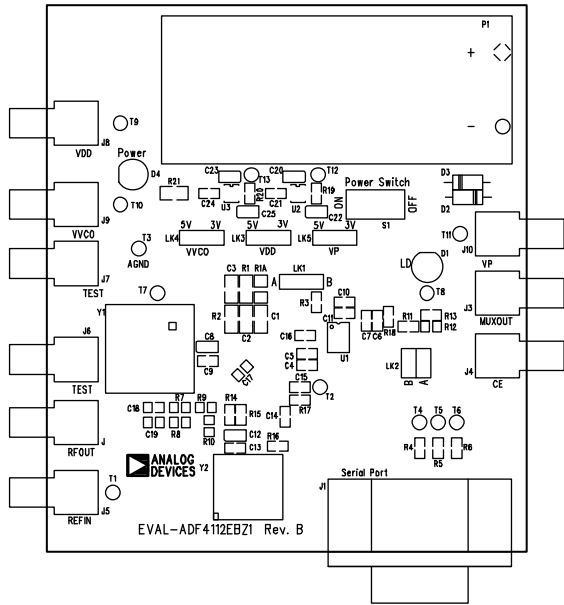 P1
+
-
T9
J8
VDD
Power
D4
C23
C20
T12
T13
R21
C24
U3
R20
C21
U2
R19
C25
C22
Power Switch
ON
OFF
S1
D3
D2
T10
J9
VVCO
T3
AGND
J7
TEST
5V 3V
LK4
VVCO
5V 3V
LK3
VDD
5V 3V
LK5
VP
T11
J10
VP
LD
D1
T8
T7
C3 R1 R1A
A LK1 B
R3
C10
C11
R2
C1
C2
C7
C6
R18
R11
R13
R12
J3
MUXOUT
Y1
J6
TEST
C8
C9
C16
C5
C4
U1
LK2
B
A
J4
CE
C17
C15
R17
T2
C18
R7
R9
R14
R15
C14
C19
R8
R10
C12
C13
R16
T4 T5 T6
R4
R5
R6
J
RFOUT
ANALOG
DEVICES
Y2
T1
J5
REFIN
J1
Serial Port
EVAL-ADF4112EBZ1 Rev. B